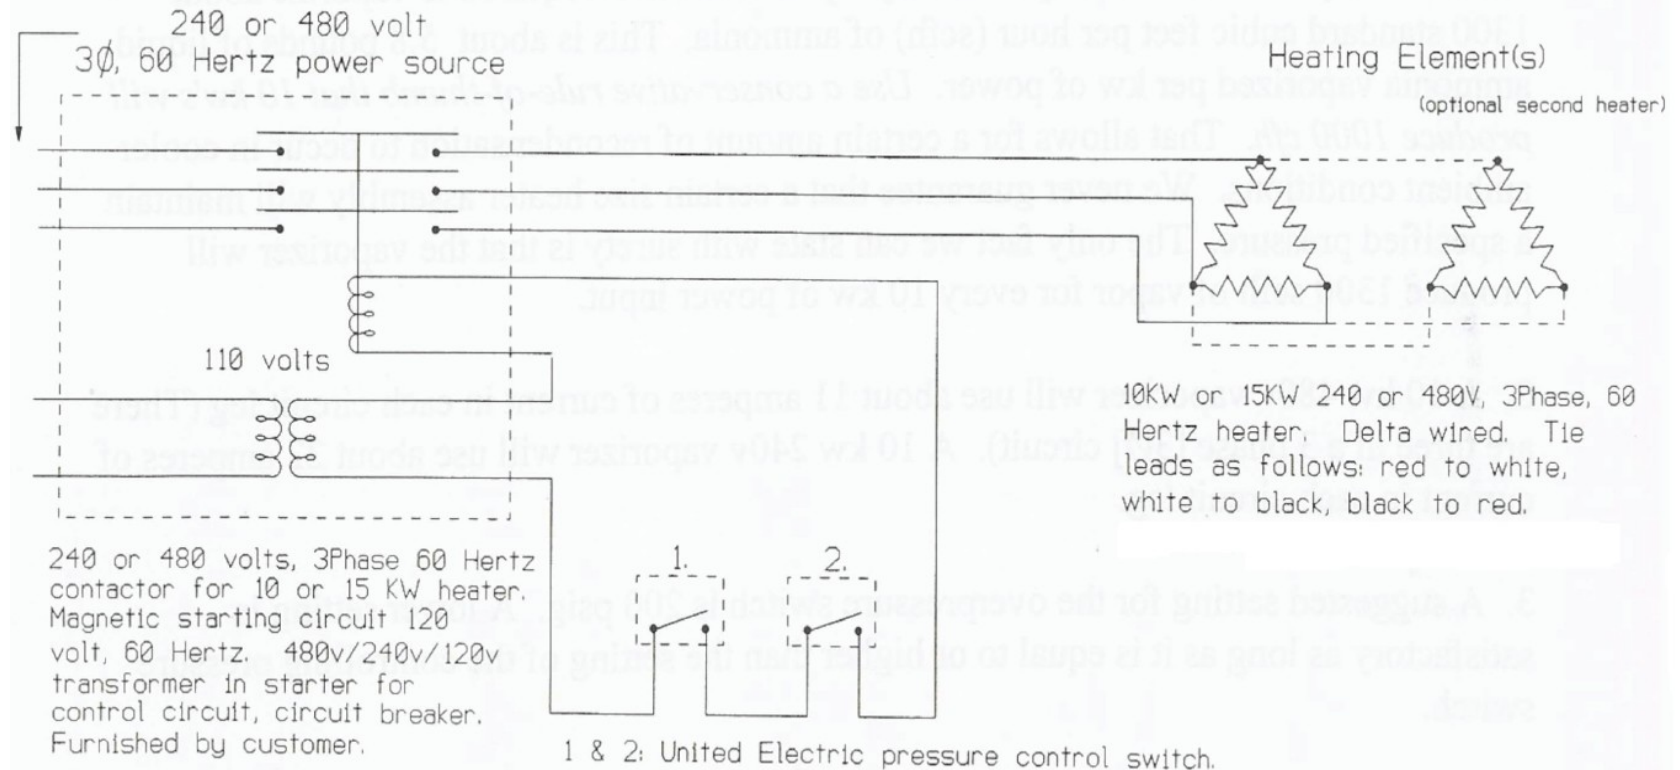 240 or 480 volt
3Ø, 60 Hertz power source
Heating Element(s)
(optional second heater)
110 volts
10KW or 15KW 240 or 480v, 3Phase, 60
Hertz heater. Delta wired. Tie
leads as follows: red to white,
white to black, black to red.
240 or 480 volts, 3Phase 60 Hertz
contactor for 10 or 15 KW heater.
Magnetic starting circuit 120
volt, 60 Hertz. 480v/240v/120v
transformer in starter for
control circuit, circuit breaker.
Furnished by customer.
1.
2.
1 & 2: United Electric pressure control switch.